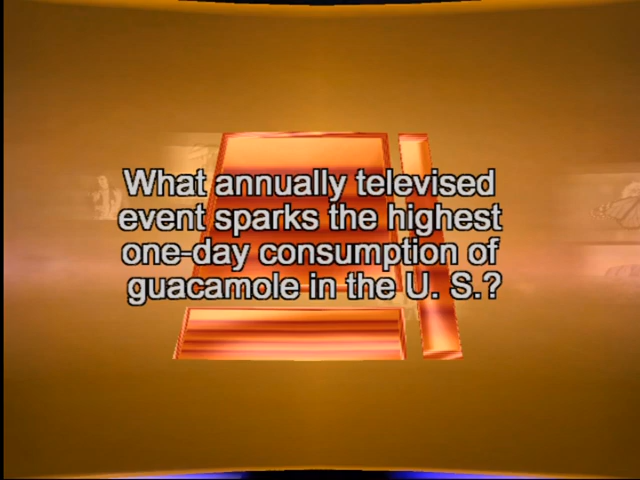 What annually televised
event sparks the highest
one-day consumption of
guacamole in the U. S.?